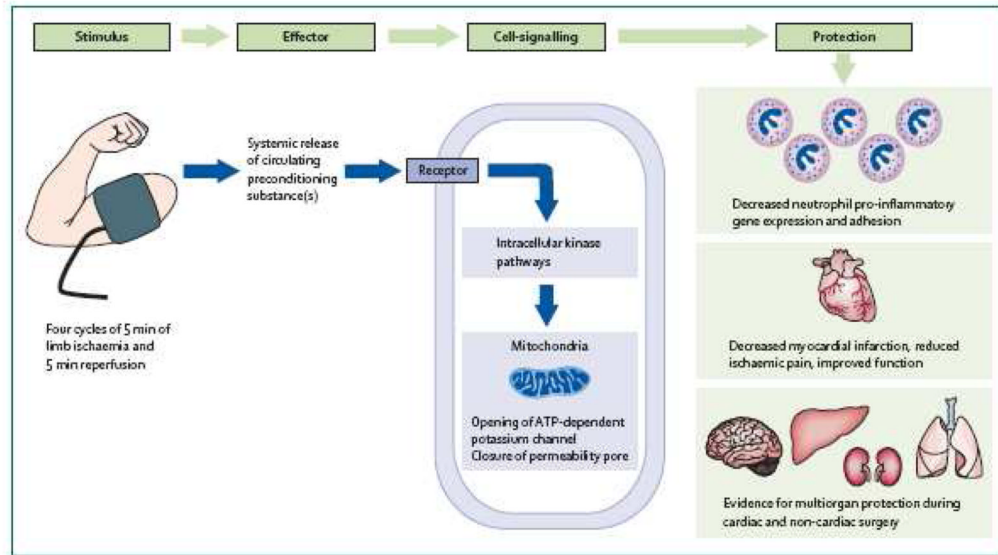 Stimulus
Effector
Cell-signalling
Protection
Four cycles of 5 min of
limb ischaemia and
5 min reperfusion
Systemic release
of circulating
preconditioning
substance(s)
Receptor
Intracellular kinase
pathways
Mitochondria
Opening of ATP-dependent
potassium channel
Closure of permeability pore
Decreased neutrophil pro-inflammatory
gene expression and adhesion
Decreased myocardial infarction, reduced
ischaemic pain, improved function
Evidence for multiorgan protection during
cardiac and non-cardiac surgery